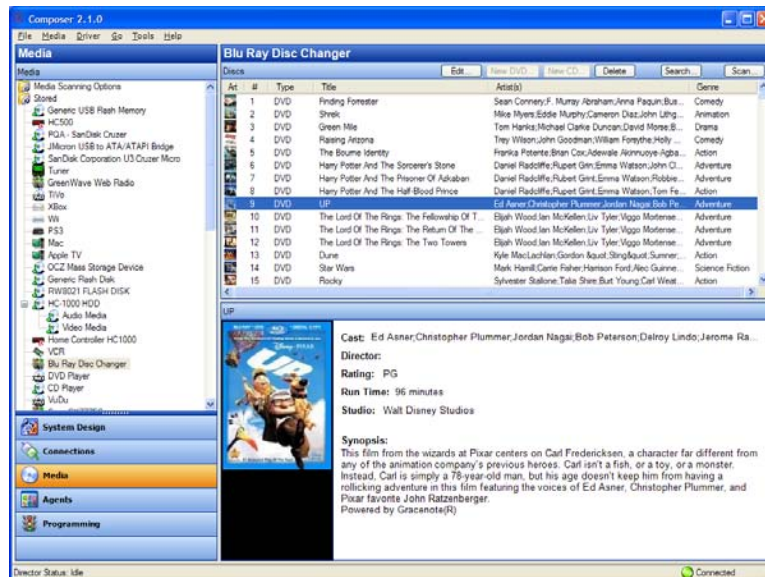 Composer 2.1.0
File Media Driver Go Tools Help
Media
Media
Media Scanning Options
Stored
Generic USB Flash Memory
HC500
PQA - SanDisk Cruzer
JMicron USB to ATA/ATAPI Bridge
SanDisk Corporation U3 Cruzer Micro
Tuner
GreenWave Web Radio
TiVo
XBox
Wii
PS3
Mac
Apple TV
OCZ Mass Storage Device
Generic Flash Disk
RW8021 FLASH DISK
HC-1000 HDD
Audio Media
Video Media
Home Controller HC1000
VCR
Blu Ray Disc Changer
DVD Player
CD Player
VuDu
System Design
Connections
Media
Agents
Programming
Blu Ray Disc Changer
Discs Edit... New DVD... New CD... Delete Search... Scan...
Art # Type Title Artist(s) Genre
1 DVD Finding Forrester Sean Connery;F. Murray Abraham;Anna Paquin;Bus... Comedy
2 DVD Shrek Mike Myers;Eddie Murphy;Cameron Diaz;John Lithg... Animation
3 DVD Green Mile Tom Hanks;Michael Clarke Duncan;David Morse;B... Drama
4 DVD Raising Arizona Trey Wilson;John Goodman;William Forsythe;Holly ... Comedy
5 DVD The Bourne Identity Franka Potente;Brian Cox;Adewale Akinnuoye-Agba... Action
6 DVD Harry Potter And The Sorcerer's Stone Daniel Radcliffe;Rupert Grint;Emma Watson;John Cl... Adventure
7 DVD Harry Potter And The Prisoner Of Azkaban Daniel Radcliffe;Rupert Grint;Emma Watson;Robbie... Adventure
8 DVD Harry Potter And The Half-Blood Prince Daniel Radcliffe;Rubert Grint;Emma Watson;Tom Fe... Action
9 DVD UP Ed Asner;Christopher Plummer;Jordan Nagai;Bob Pe... Adventure
10 DVD The Lord Of The Rings: The Fellowship Of T... Elijah Wood;Ian McKellen;Liv Tyler;Viggo Mortense... Adventure
11 DVD The Lord Of The Rings: The Return Of The ... Elijah Wood;Ian McKellen;Liv Tyler;Viggo Mortense... Adventure
12 DVD The Lord Of The Rings: The Two Towers Elijah Wood;Ian McKellen;Liv Tyler;Viggo Mortense... Adventure
13 DVD Dune Kyle MacLachlan;Gordon &quot;Sting&quot;Sumner;... Action
14 DVD Star Wars Mark Hamill;Carrie Fisher;Harrison Ford;Alec Guinne... Science Fiction
15 DVD Rocky Sylvester Stallone;Talia Shire;Burt Young;Carl Weat... Action
UP
DISNEY · PIXAR
UP
Cast: Ed Asner;Christopher Plummer;Jordan Nagai;Bob Peterson;Delroy Lindo;Jerome Ra...
Director:
Rating: PG
Run Time: 96 minutes
Studio: Walt Disney Studios
Synopsis:
This film from the wizards at Pixar centers on Carl Fredericksen, a character far different from
any of the animation company's previous heroes. Carl isn't a fish, or a toy, or a monster.
Instead, Carl is simply a 78-year-old man, but his age doesn't keep him from having a
rollicking adventure in this film featuring the voices of Ed Asner, Christopher Plummer, and
Pixar favorite John Ratzenberger.
Powered by Gracenote(R)
Director Status: Idle
Connected